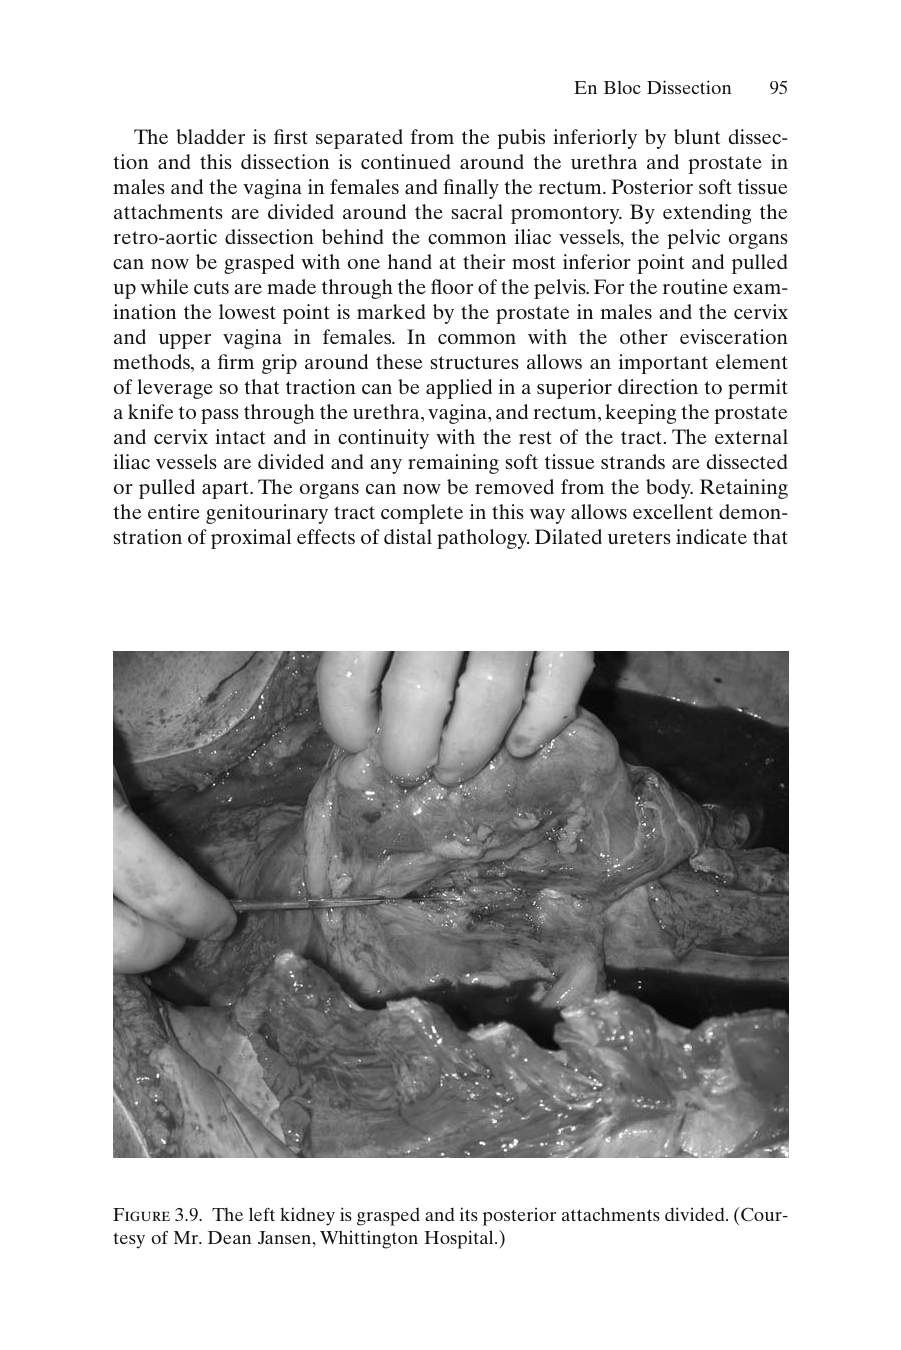 En Bloc Dissection 95
The bladder is first separated from the pubis inferiorly by blunt dissec-
tion and this dissection is continued around the urethra and prostate in
males and the vagina in females and finally the rectum. Posterior soft tissue
attachments are divided around the sacral promontory. By extending the
retro-aortic dissection behind the common iliac vessels, the pelvic organs
can now be grasped with one hand at their most inferior point and pulled
up while cuts are made through the floor of the pelvis. For the routine exam-
ination the lowest point is marked by the prostate in males and the cervix
and upper vagina in females. In common with the other evisceration
methods, a firm grip around these structures allows an important element
of leverage so that traction can be applied in a superior direction to permit
a knife to pass through the urethra, vagina, and rectum, keeping the prostate
and cervix intact and in continuity with the rest of the tract. The external
iliac vessels are divided and any remaining soft tissue strands are dissected
or pulled apart. The organs can now be removed from the body. Retaining
the entire genitourinary tract complete in this way allows excellent demon-
stration of proximal effects of distal pathology. Dilated ureters indicate that
FIGURE 3.9. The left kidney is grasped and its posterior attachments divided. (Cour-
tesy of Mr. Dean Jansen, Whittington Hospital.)